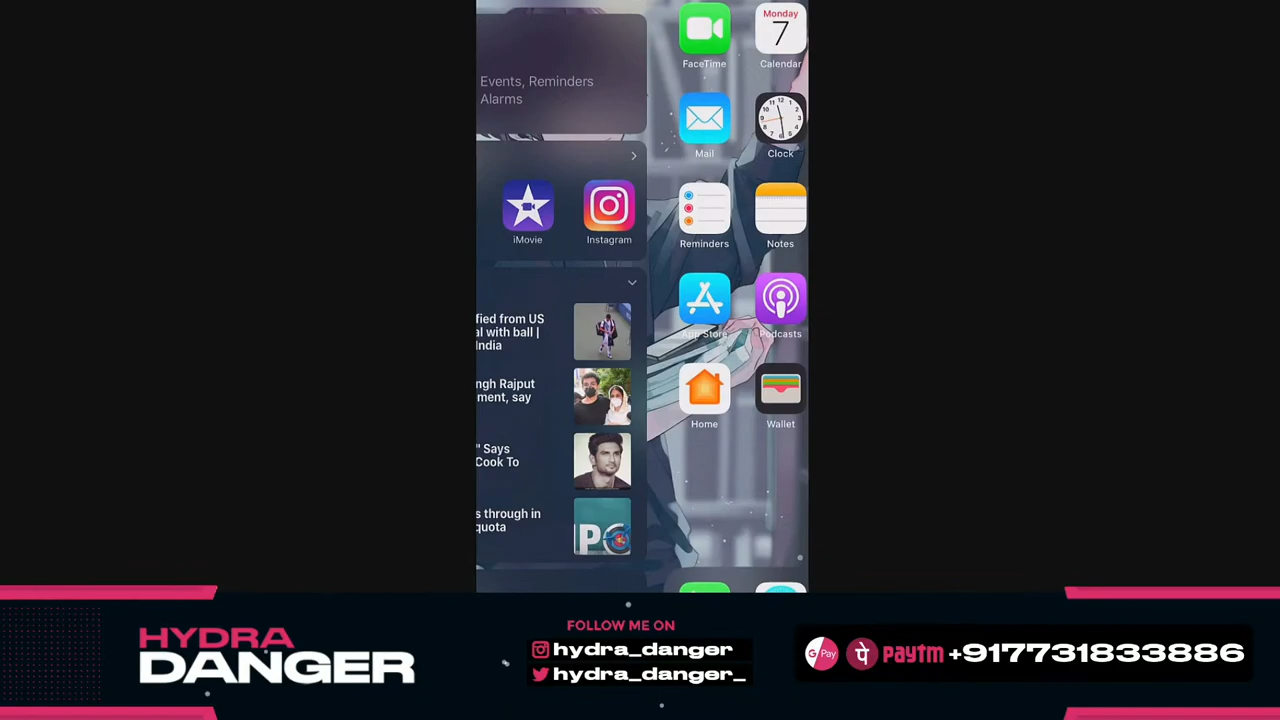 Events, Reminders
Alarms
iMovie
Instagram
fied from US
al with ball |
India
ngh Rajput
ment, say
" Says
Cook To
s through in
quota
IPO
FaceTime
Monday
7
Calendar
Mail
Clock
Reminders
Notes
App Store
Podcasts
Home
Wallet
HYDRA
DANGER
FOLLOW ME ON
hydra_danger
hydra_danger_
G Pay
पे
paytm
+917731833886